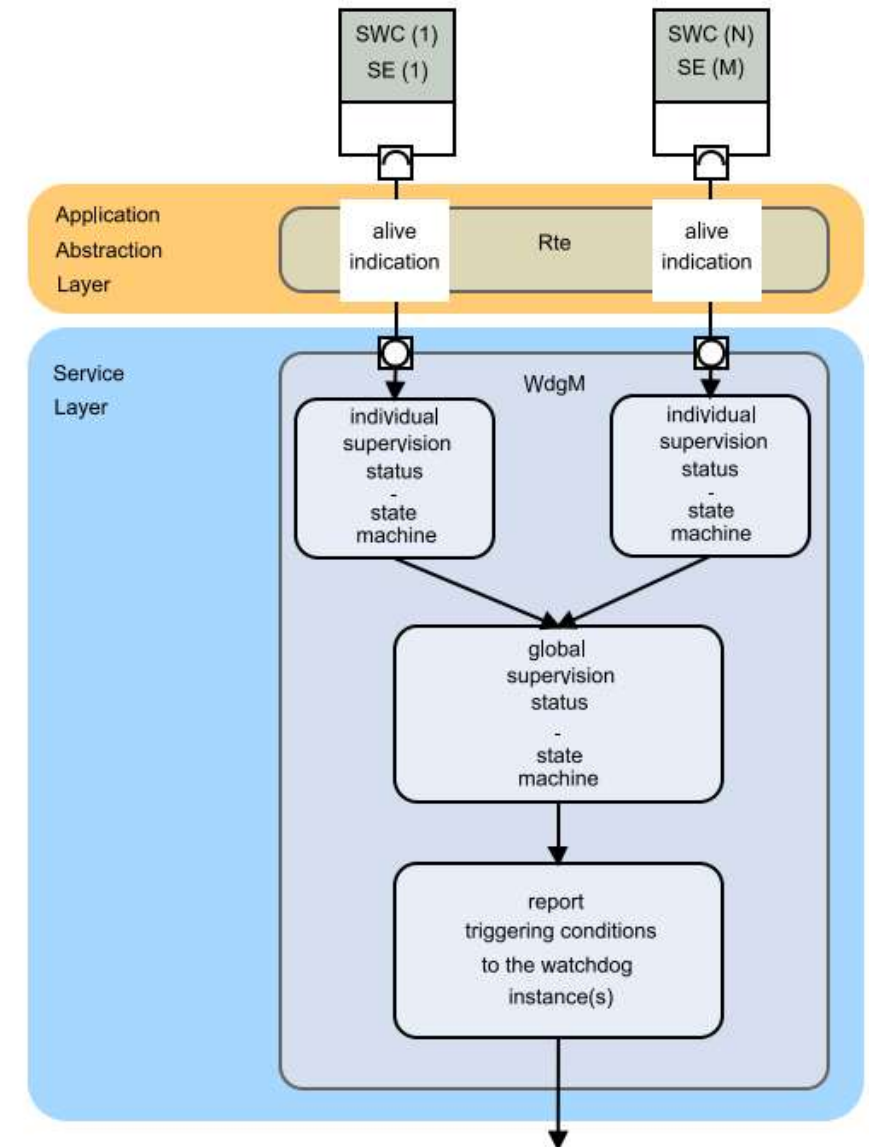 SWC (1)
SE (1)
SWC (N)
SE (M)
Application
Abstraction
Layer
alive
indication
Rte
alive
indication
Service
Layer
WdgM
individual
supervision
status
-
state
machine
individual
supervision
status
-
state
machine
global
supervision
status
-
state
machine
report
triggering conditions
to the watchdog
instance(s)